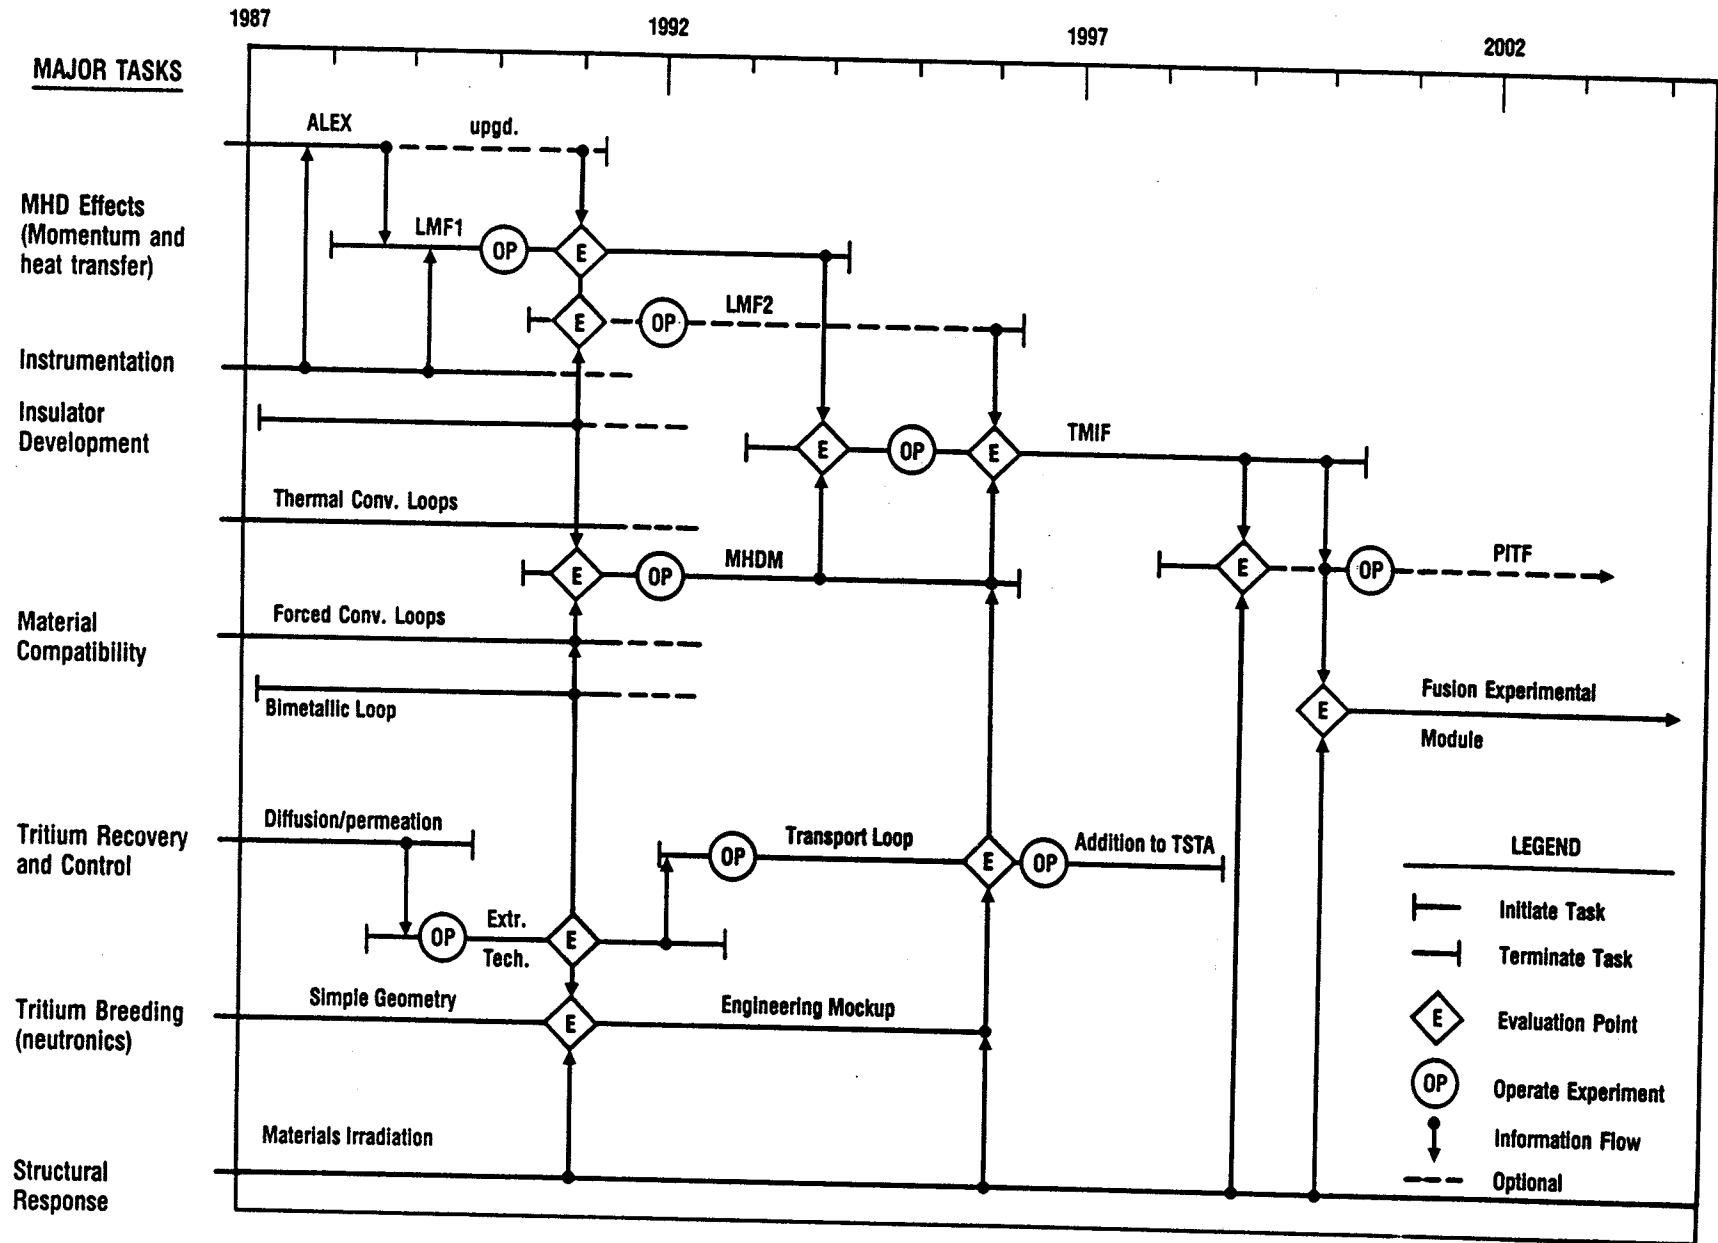 1987
1992
1997
2002
MAJOR TASKS
ALEX
upgd.
MHD Effects
(Momentum and
heat transfer)
LMF1
OP
E
E
OP
LMF2
Instrumentation
Insulator
Development
E
OP
E
TMIF
Thermal Conv. Loops
E
OP
MHDM
E
OP
PITF
Material
Compatibility
Forced Conv. Loops
Bimetallic Loop
E
Fusion Experimental
Module
Tritium Recovery
and Control
Diffusion/permeation
OP
Transport Loop
E
OP
Addition to TSTA
OP
Extr.
Tech.
E
Tritium Breeding
(neutronics)
Simple Geometry
E
Engineering Mockup
Structural
Response
Materials Irradiation
LEGEND
Initiate Task
Terminate Task
E
Evaluation Point
OP
Operate Experiment
Information Flow
Optional